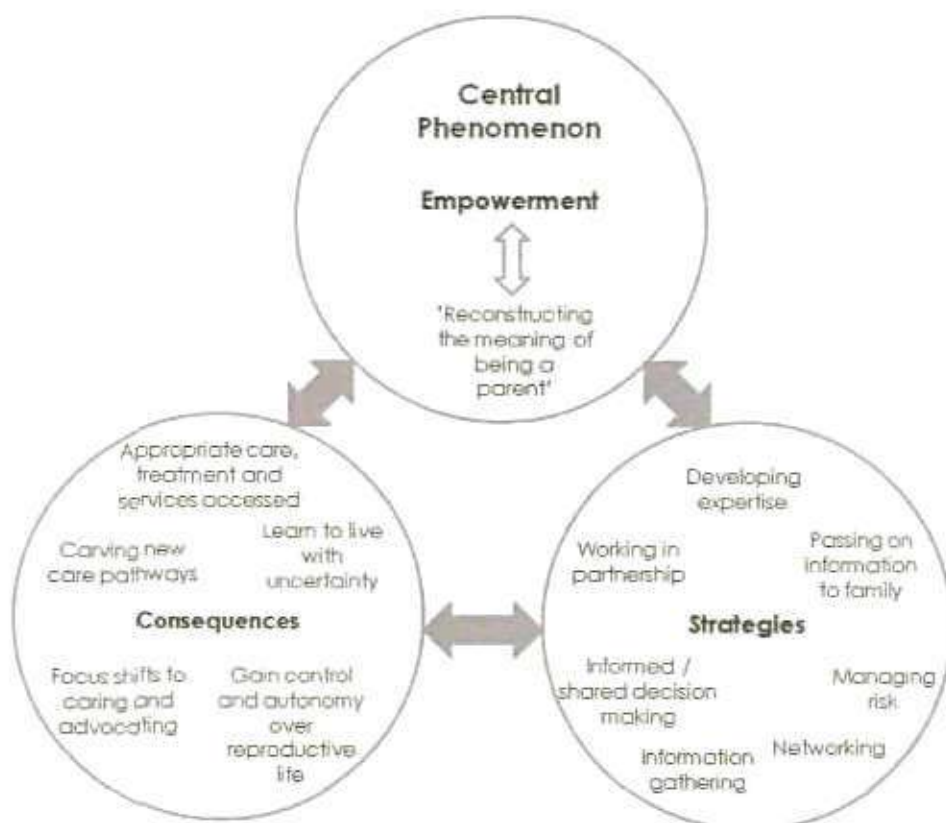 Central
Phenomenon
Empowerment
'Reconstructing
the meaning of
being a
parent'
Appropriate care,
treatment and
services accessed
Carving new
care pathways
Learn to live
with
uncertainty
Consequences
Focus shifts to
caring and
advocating
Gain control
and autonomy
over
reproductive
life
Developing
expertise
Working in
partnership
Passing on
information
to family
Strategies
Informed /
shared decision
making
Managing
risk
Information
gathering
Networking